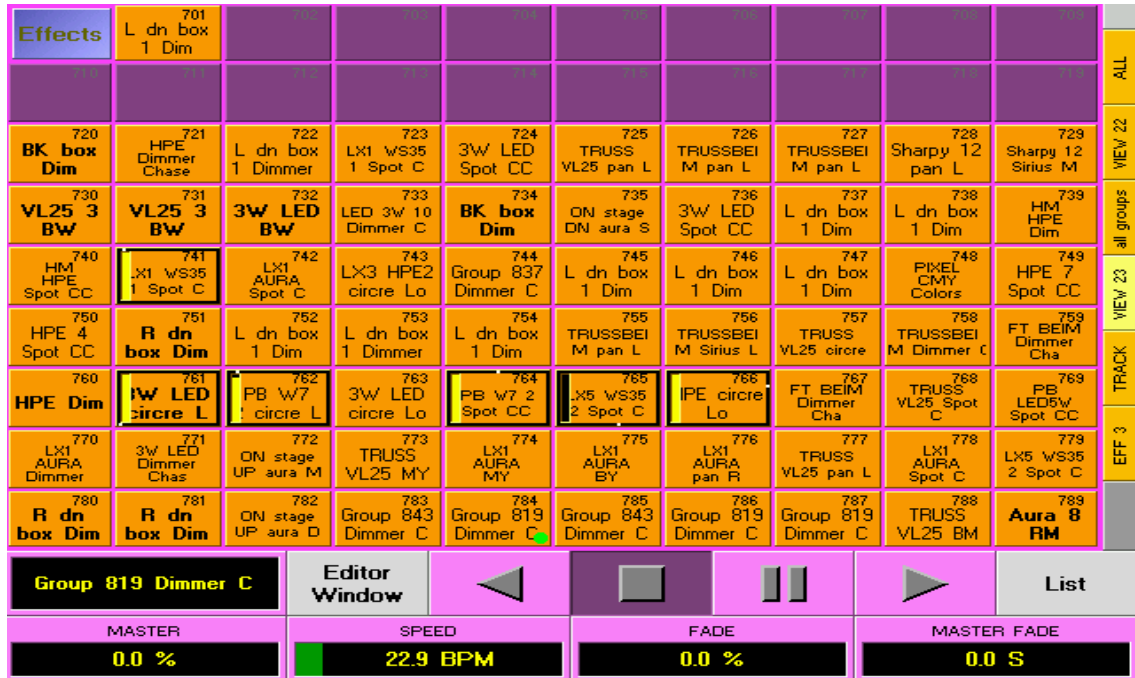 Effects
701
L dn box
1 Dim
702
703
704
705
706
707
708
709
710
711
712
713
714
715
716
717
718
719
720
BK box
Dim
721
HPE
Dimmer
Chase
722
L dn box
1 Dimmer
723
LX1 WS35
1 Spot C
724
3W LED
Spot CC
725
TRUSS
VL25 pan L
726
TRUSSBEI
M pan L
727
TRUSSBEI
M pan L
728
Sharpy 12
pan L
729
Sharpy 12
Sirius M
730
VL25 3
BW
731
VL25 3
BW
732
3W LED
BW
733
LED 3W 10
Dimmer C
734
BK box
Dim
735
ON stage
DN aura S
736
3W LED
Spot CC
737
L dn box
1 Dim
738
L dn box
1 Dim
739
HM
HPE
Dim
740
HM
HPE
Spot CC
741
LX1 WS35
1 Spot C
742
LX1
AURA
Spot C
743
LX3 HPE2
circre Lo
744
Group 837
Dimmer C
745
L dn box
1 Dim
746
L dn box
1 Dim
747
L dn box
1 Dim
748
PIXEL
CMY
Colors
749
HPE 7
Spot CC
750
HPE 4
Spot CC
751
R dn
box Dim
752
L dn box
1 Dim
753
L dn box
1 Dimmer
754
L dn box
1 Dim
755
TRUSSBEI
M pan L
756
TRUSSBEI
M Sirius L
757
TRUSS
VL25 circre
758
TRUSSBEI
M Dimmer C
759
FT BEIM
Dimmer
Cha
760
HPE Dim
761
3W LED
circre L
762
PB W7
circre L
763
3W LED
circre Lo
764
PB W7 2
Spot CC
765
LX5 WS35
2 Spot C
766
HPE circre
Lo
767
FT BEIM
Dimmer
Cha
768
TRUSS
VL25 Spot
C
769
PB
LED5W
Spot CC
770
LX1
AURA
Dimmer
771
3W LED
Dimmer
Chas
772
ON stage
UP aura M
773
TRUSS
VL25 MY
774
LX1
AURA
MY
775
LX1
AURA
BY
776
LX1
AURA
pan R
777
TRUSS
VL25 pan L
778
LX1
AURA
Spot C
779
LX5 WS35
2 Spot C
780
R dn
box Dim
781
R dn
box Dim
782
ON stage
UP aura D
783
Group 843
Dimmer C
784
Group 819
Dimmer C
785
Group 843
Dimmer C
786
Group 819
Dimmer C
787
Group 819
Dimmer C
788
TRUSS
VL25 BM
789
Aura 8
RM
ALL
VIEW 22
all groups
VIEW 23
TRACK
EFF 3
Group 819 Dimmer C
Editor
Window
List
MASTER
0.0 %
SPEED
22.9 BPM
FADE
0.0 %
MASTER FADE
0.0 S